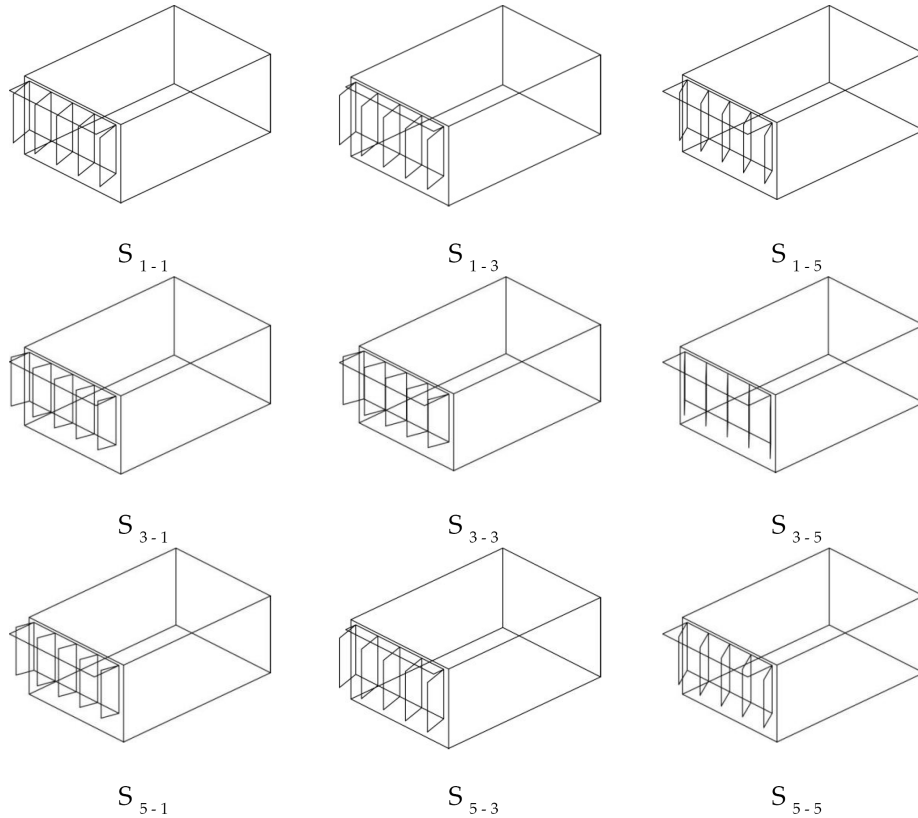 S 1 - 1 S 1 - 3 S 1 - 5
S 3 - 1 S 3 - 3 S 3 - 5
S 5 - 1 S 5 - 3 S 5 - 5